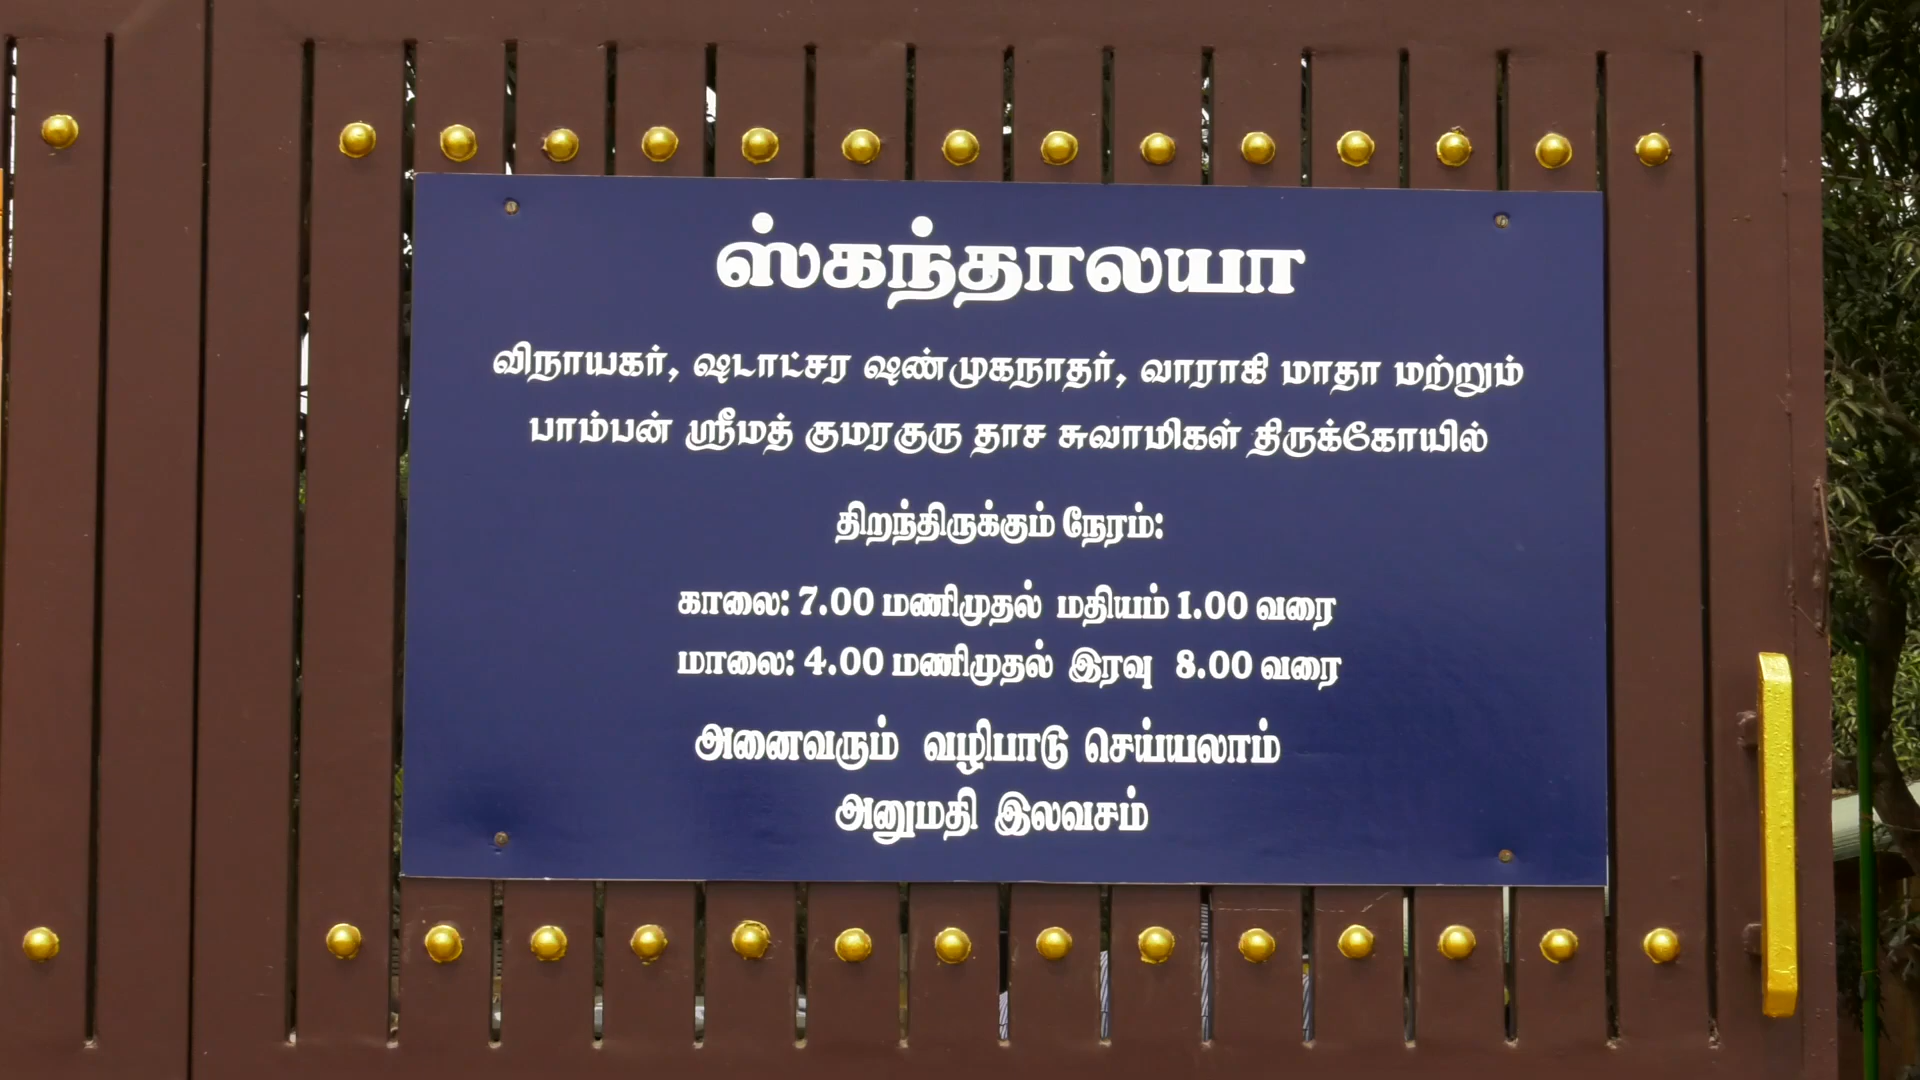 ஸ்கந்தாலயா
விநாயகர், ஷடாட்சர ஷண்முகநாதர், வாராகி மாதா மற்றும்
பாம்பன் ஸ்ரீமத் குமரகுரு தாச சுவாமிகள் திருக்கோயில்
திறந்திருக்கும் நேரம்:
காலை: 7.00 மணிமுதல் மதியம் 1.00 வரை
மாலை: 4.00 மணிமுதல் இரவு 8.00 வரை
அனைவரும் வழிபாடு செய்யலாம்
அனுமதி இலவசம்